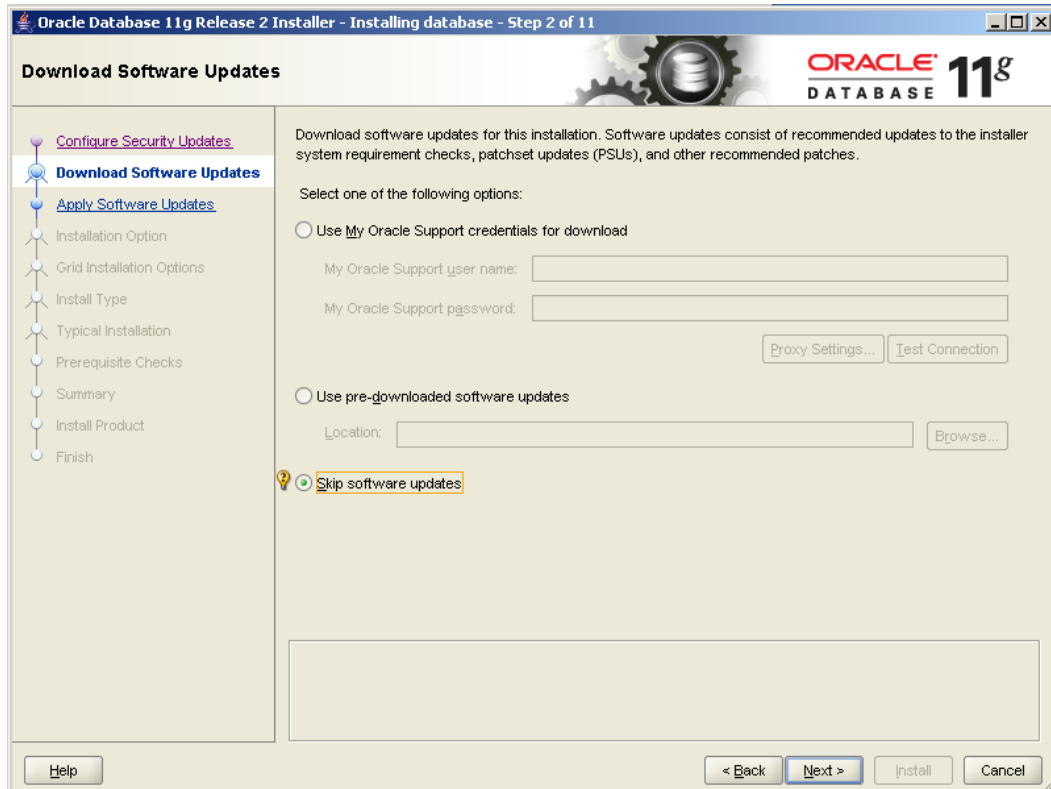 Oracle Database 11g Release 2 Installer - Installing database - Step 2 of 11
Download Software Updates
ORACLE 11g
DATABASE
Configure Security Updates
Download Software Updates
Apply Software Updates
Installation Option
Grid Installation Options
Install Type
Typical Installation
Prerequisite Checks
Summary
Install Product
Finish
Download software updates for this installation. Software updates consist of recommended updates to the installer
system requirement checks, patchset updates (PSUs), and other recommended patches.
Select one of the following options:
Use My Oracle Support credentials for download
My Oracle Support user name:
My Oracle Support password:
Proxy Settings... Test Connection
Use pre-downloaded software updates
Location: Browse...
Skip software updates
Help < Back Next > Install Cancel